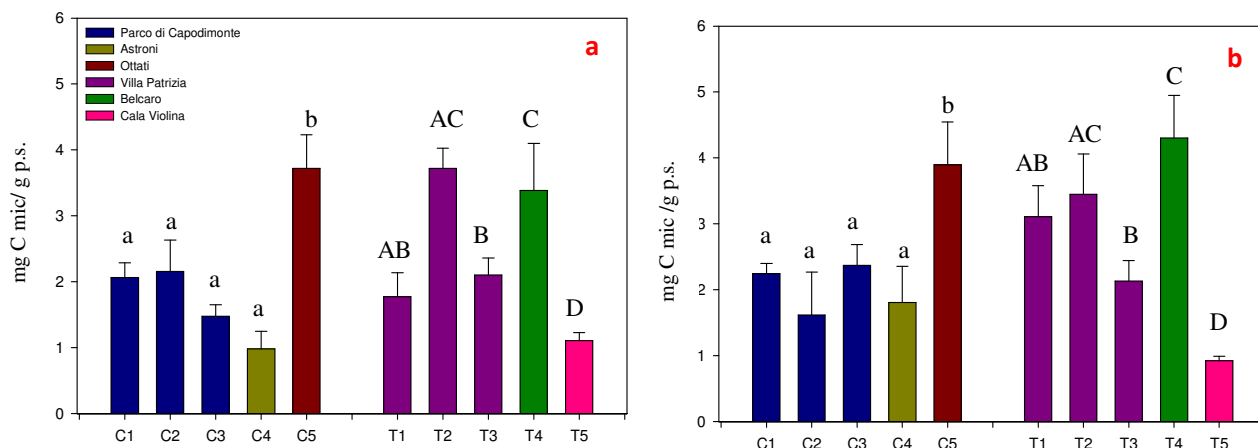 a
6
5
4
3
2
1
0
mg C mic/ g p.s.
Parco di Capodimonte
Astroni
Ottati
Villa Patrizia
Belcaro
Cala Violina
a
a
a
a
b
AB
AC
B
C
D
C1 C2 C3 C4 C5 T1 T2 T3 T4 T5
b
6
5
4
3
2
1
0
mg C mic /g p.s.
a
a
a
a
b
AB
AC
B
C
D
C1 C2 C3 C4 C5 T1 T2 T3 T4 T5